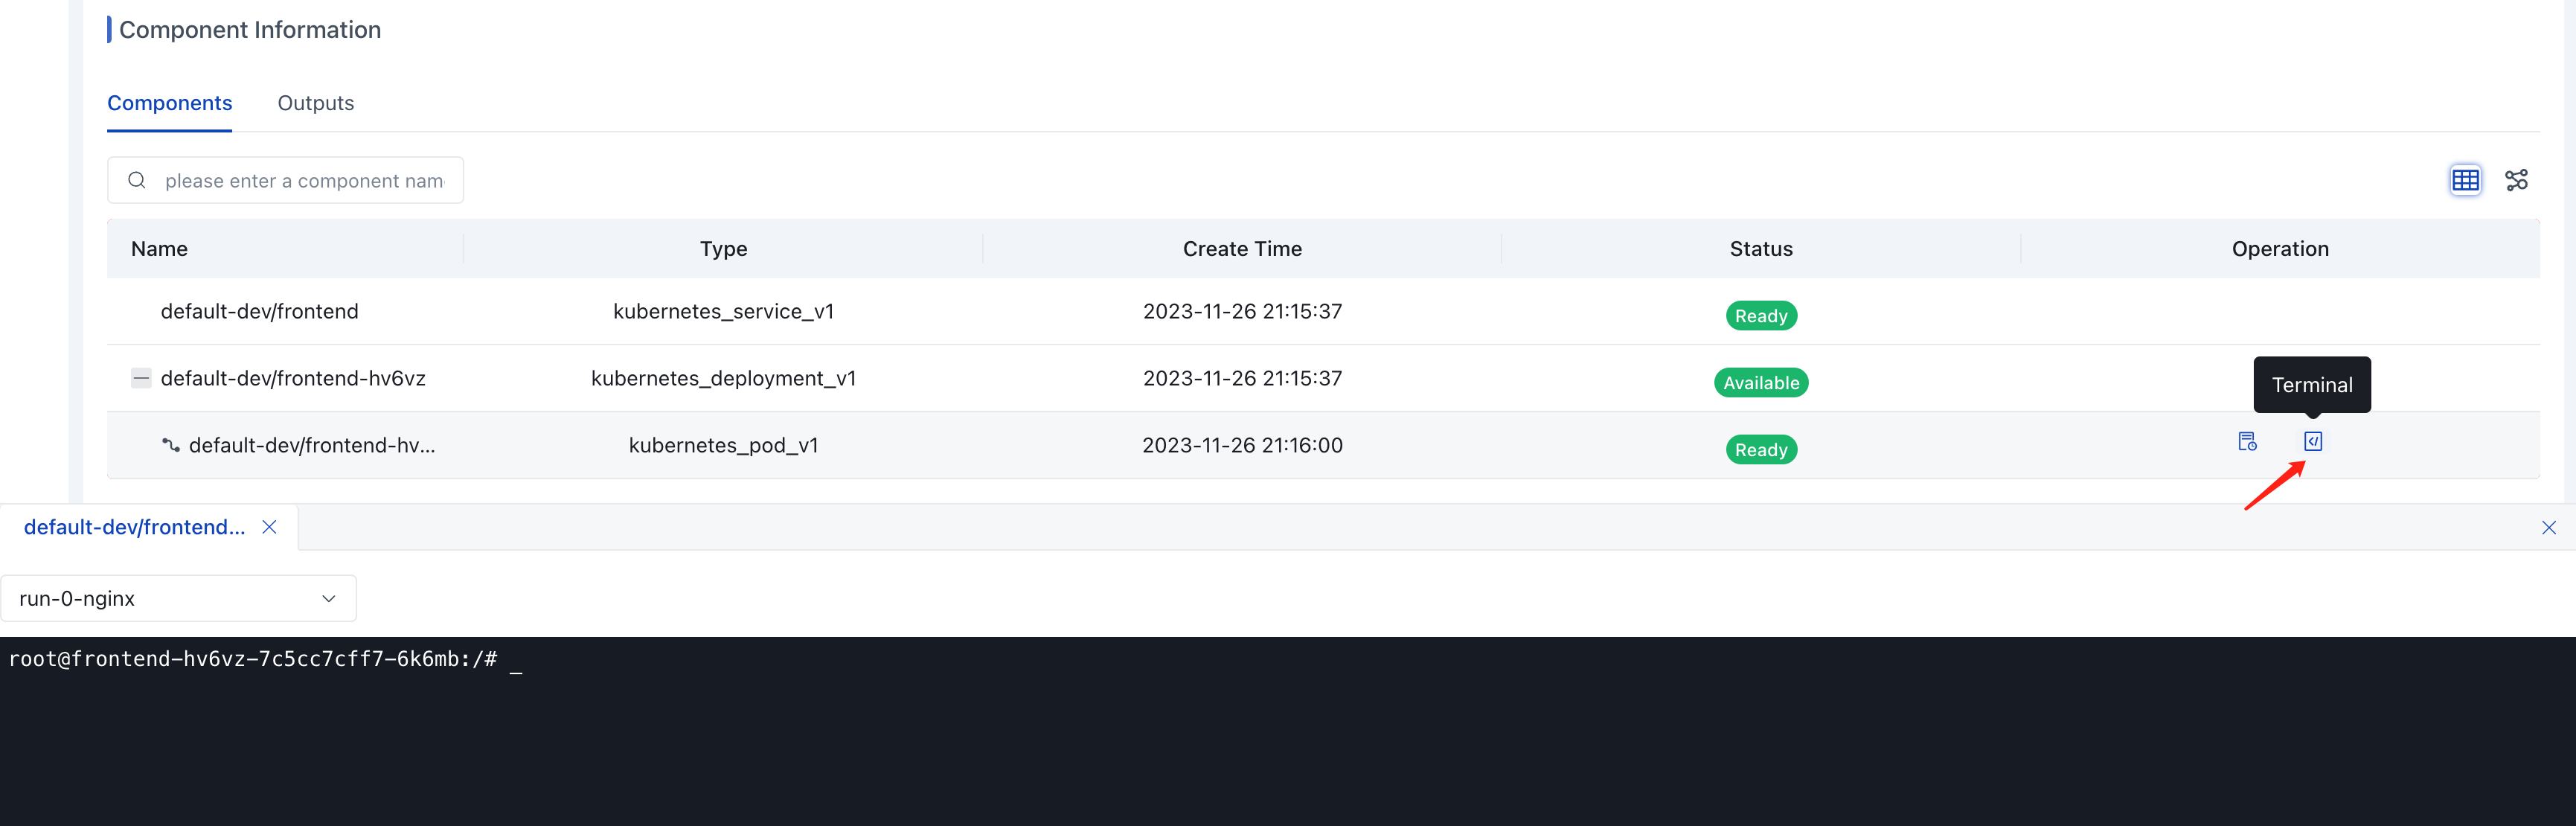 Component Information
Components Outputs
please enter a component nam
Name Type Create Time Status Operation
default-dev/frontend kubernetes_service_v1 2023-11-26 21:15:37 Ready
default-dev/frontend-hv6vz kubernetes_deployment_v1 2023-11-26 21:15:37 Available
Terminal
default-dev/frontend-hv... kubernetes_pod_v1 2023-11-26 21:16:00 Ready
default-dev/frontend...
run-0-nginx
root@frontend-hv6vz-7c5cc7cff7-6k6mb:/# _